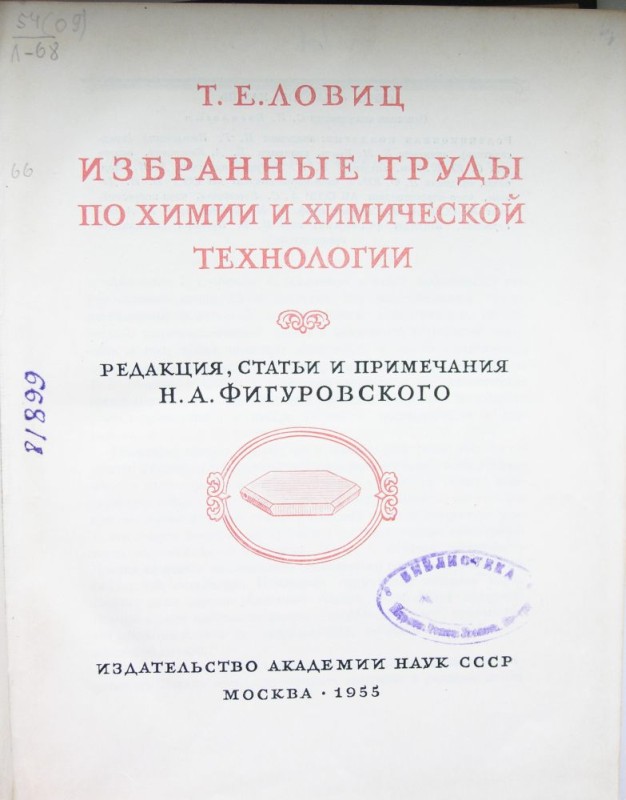 54(09)
Л-68
66
Т. Е. ЛОВИЦ
ИЗБРАННЫЕ ТРУДЫ
ПО ХИМИИ И ХИМИЧЕСКОЙ
ТЕХНОЛОГИИ
РЕДАКЦИЯ, СТАТЬИ И ПРИМЕЧАНИЯ
Н. А. ФИГУРОВСКОГО
81899
БИБЛИОТЕКА
ИЗДАТЕЛЬСТВО АКАДЕМИИ НАУК СССР
МОСКВА · 1955